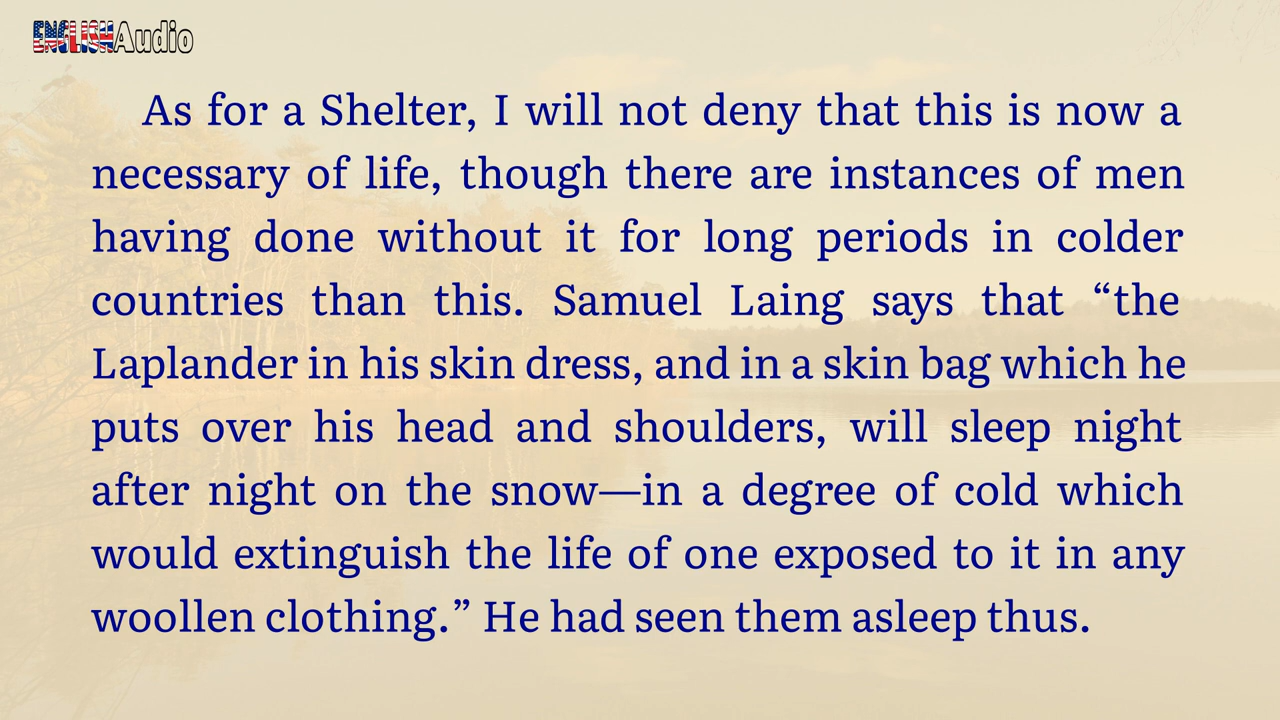 ENGLISHAudio
As for a Shelter, I will not deny that this is now a
necessary of life, though there are instances of men
having done without it for long periods in colder
countries than this. Samuel Laing says that “the
Laplander in his skin dress, and in a skin bag which he
puts over his head and shoulders, will sleep night
after night on the snow—in a degree of cold which
would extinguish the life of one exposed to it in any
woollen clothing.” He had seen them asleep thus.